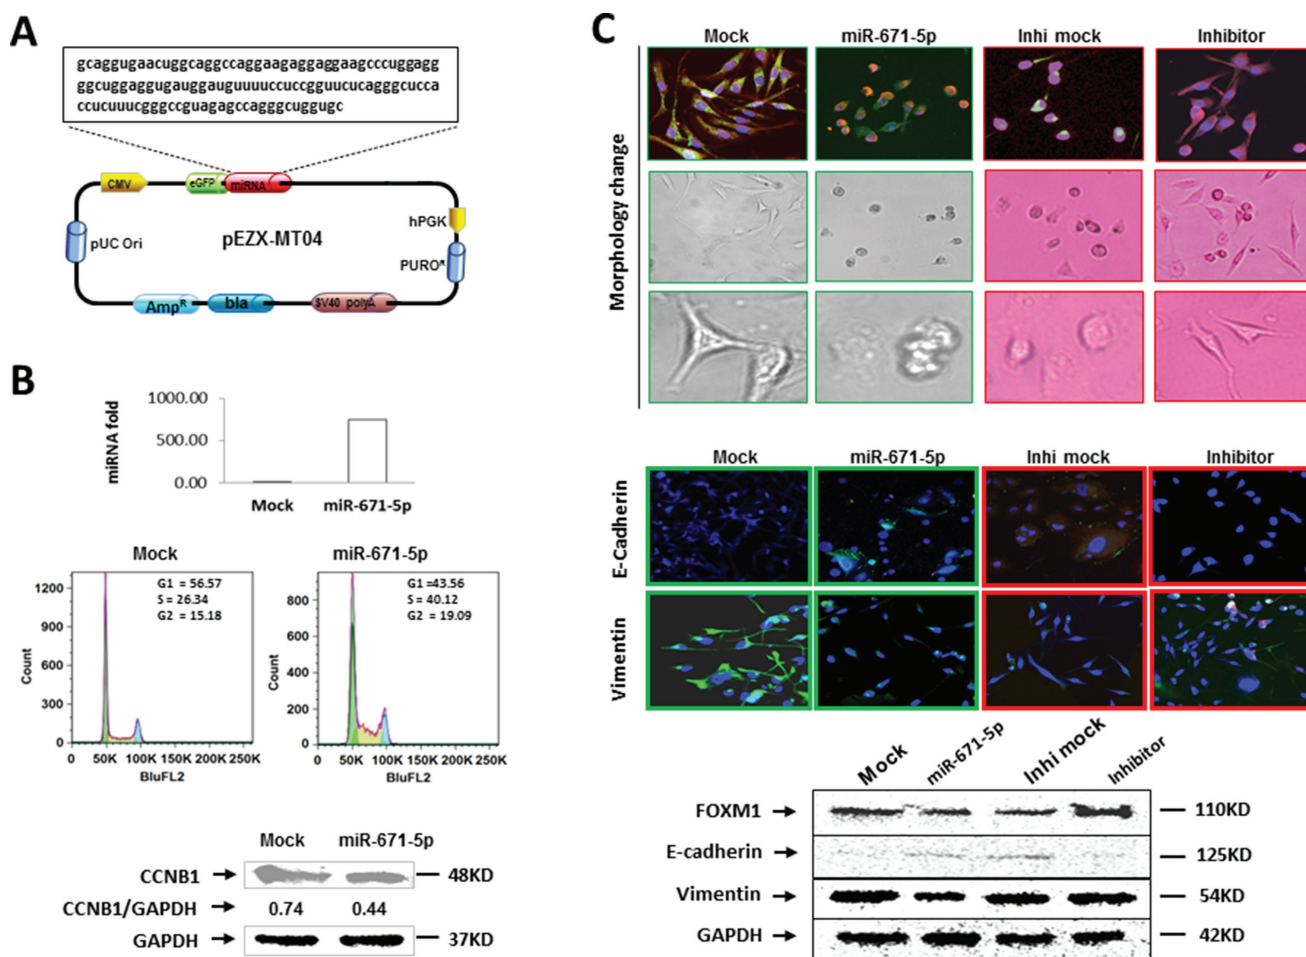 A
gcaggugaacuggcaggccaggaagaggaggaagcccuggagg
ggcuggaggugauggauguuuuccuccgguucucagggcucca
ccucuuucgggccguagagccagggcuggugc
CMV
eGFP
miRNA
hPGK
pUC Ori
pEZX-MT04
PUROᴿ
Ampᴿ
bla
SV40 polyA
B
miRNA fold
1000.00
500.00
0.00
Mock
miR-671-5p
Mock
miR-671-5p
Count
1200
900
600
300
0
G1 = 56.57
S = 26.34
G2 = 15.18
0 50K 100K 150K 200K 250K
BluFL2
Count
800
600
400
200
0
G1 =43.56
S = 40.12
G2 = 19.09
0 50K 100K 150K 200K 250K
BluFL2
Mock
miR-671-5p
CCNB1
48KD
CCNB1/GAPDH
0.74
0.44
GAPDH
37KD
C
Mock
miR-671-5p
Inhi mock
Inhibitor
Morphology change
Mock
miR-671-5p
Inhi mock
Inhibitor
E-Cadherin
Vimentin
Mock
miR-671-5p
Inhi mock
Inhibitor
FOXM1
110KD
E-cadherin
125KD
Vimentin
54KD
GAPDH
42KD